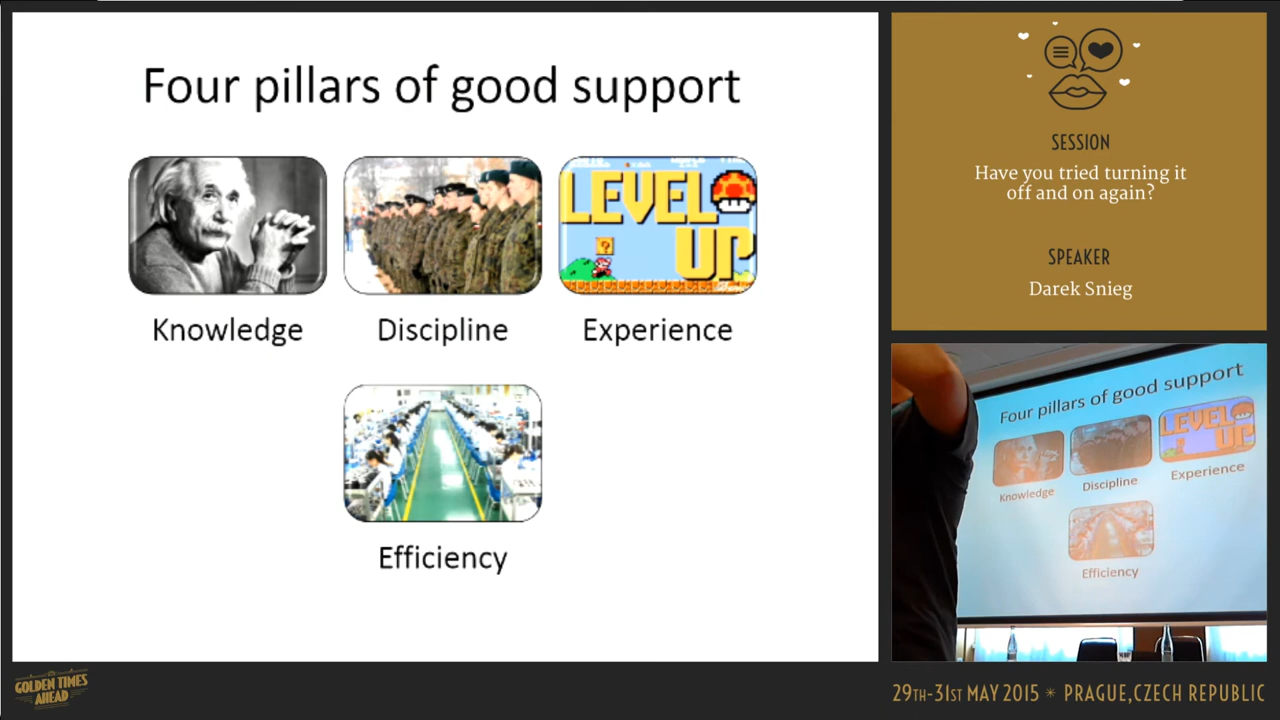 Four pillars of good support
LEVEL
UP
?
Knowledge
Discipline
Experience
Efficiency
SESSION
Have you tried turning it
off and on again?
SPEAKER
Darek Snieg
Four pillars of good support
LEVEL
UP
Knowledge
Discipline
Experience
Efficiency
GOLDEN TIMES
AHEAD
29TH-31ST MAY 2015 * PRAGUE,CZECH REPUBLIC